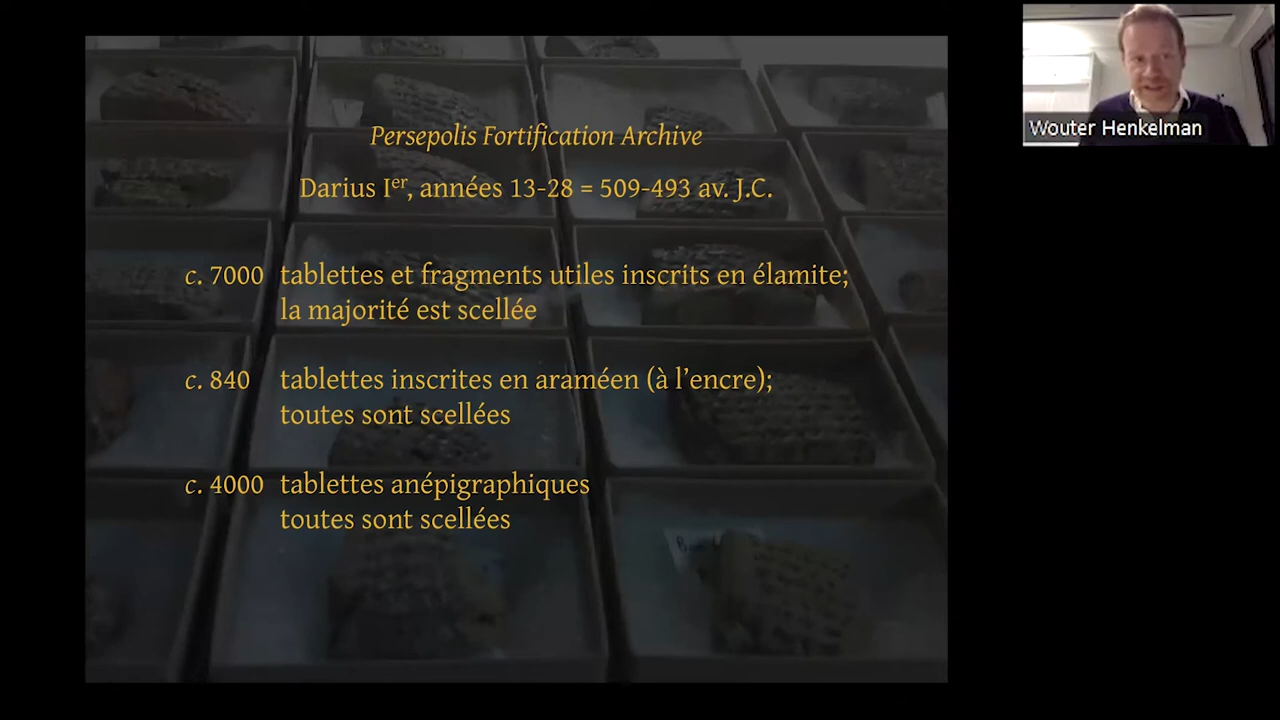 Persepolis Fortification Archive
Darius Iᵉʳ, années 13-28 = 509-493 av. J.C.
c. 7000 tablettes et fragments utiles inscrits en élamite;
la majorité est scellée
c. 840 tablettes inscrites en araméen (à l’encre);
toutes sont scellées
c. 4000 tablettes anépigraphiques
toutes sont scellées
Wouter Henkelman